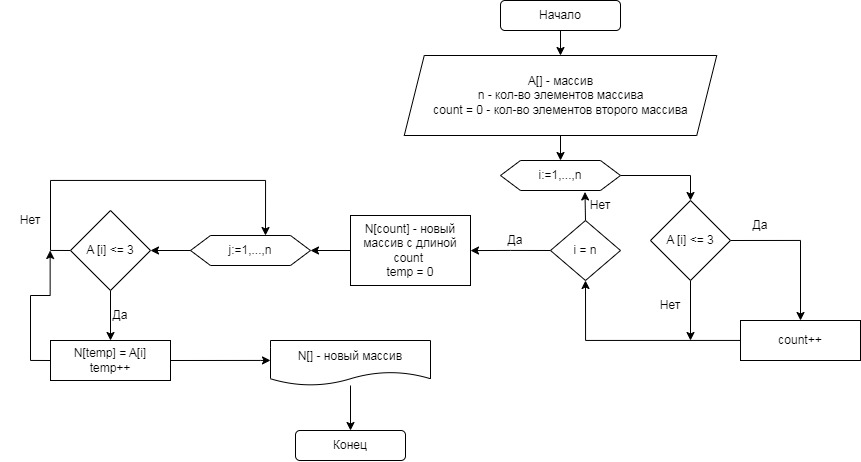 Начало
A[] - массив
n - кол-во элементов массива
count = 0 - кол-во элементов второго массива
i:=1,...,n
Нет
A [i] <= 3
Да
Нет
count++
i = n
Да
N[count] - новый
массив с длиной
count
temp = 0
j:=1,...,n
A [i] <= 3
Нет
Да
N[temp] = A[i]
temp++
N[] - новый массив
Конец